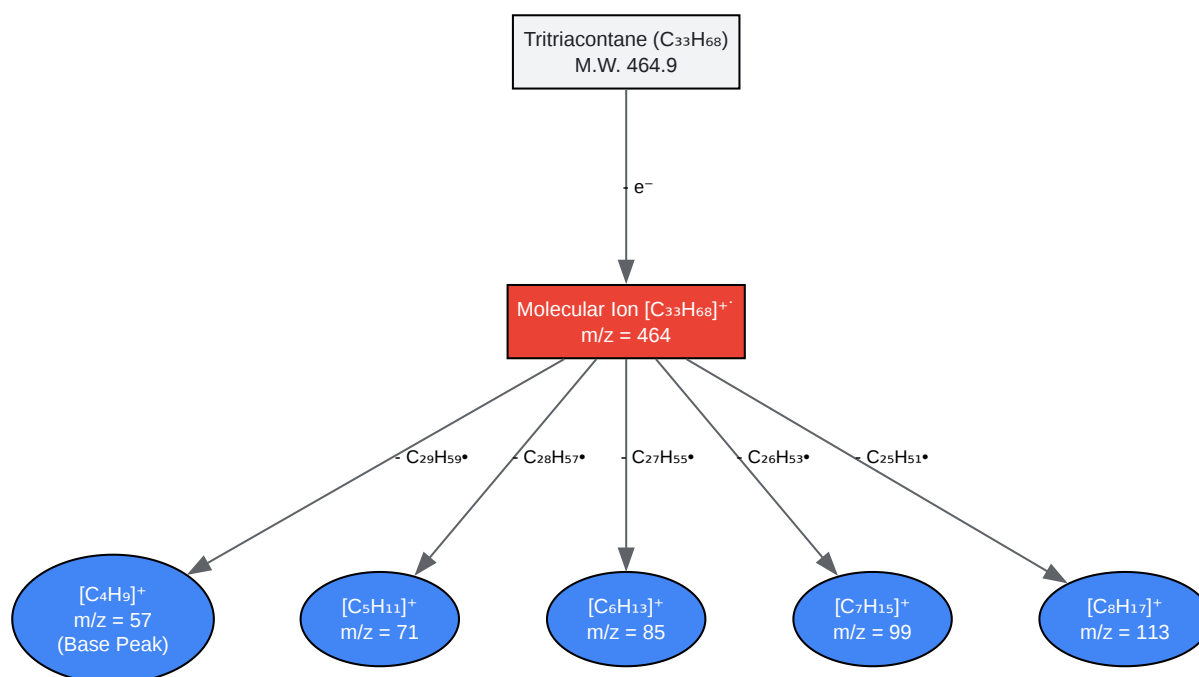 Tritriacontane (C₃₃H₆₈)
M.W. 464.9
- e⁻
Molecular Ion [C₃₃H₆₈]⁺˙
m/z = 464
- C₂₉H₅₉•
- C₂₈H₅₇•
- C₂₇H₅₅•
- C₂₆H₅₃•
- C₂₅H₅₁•
[C₄H₉]⁺
m/z = 57
(Base Peak)
[C₅H₁₁]⁺
m/z = 71
[C₆H₁₃]⁺
m/z = 85
[C₇H₁₅]⁺
m/z = 99
[C₈H₁₇]⁺
m/z = 113